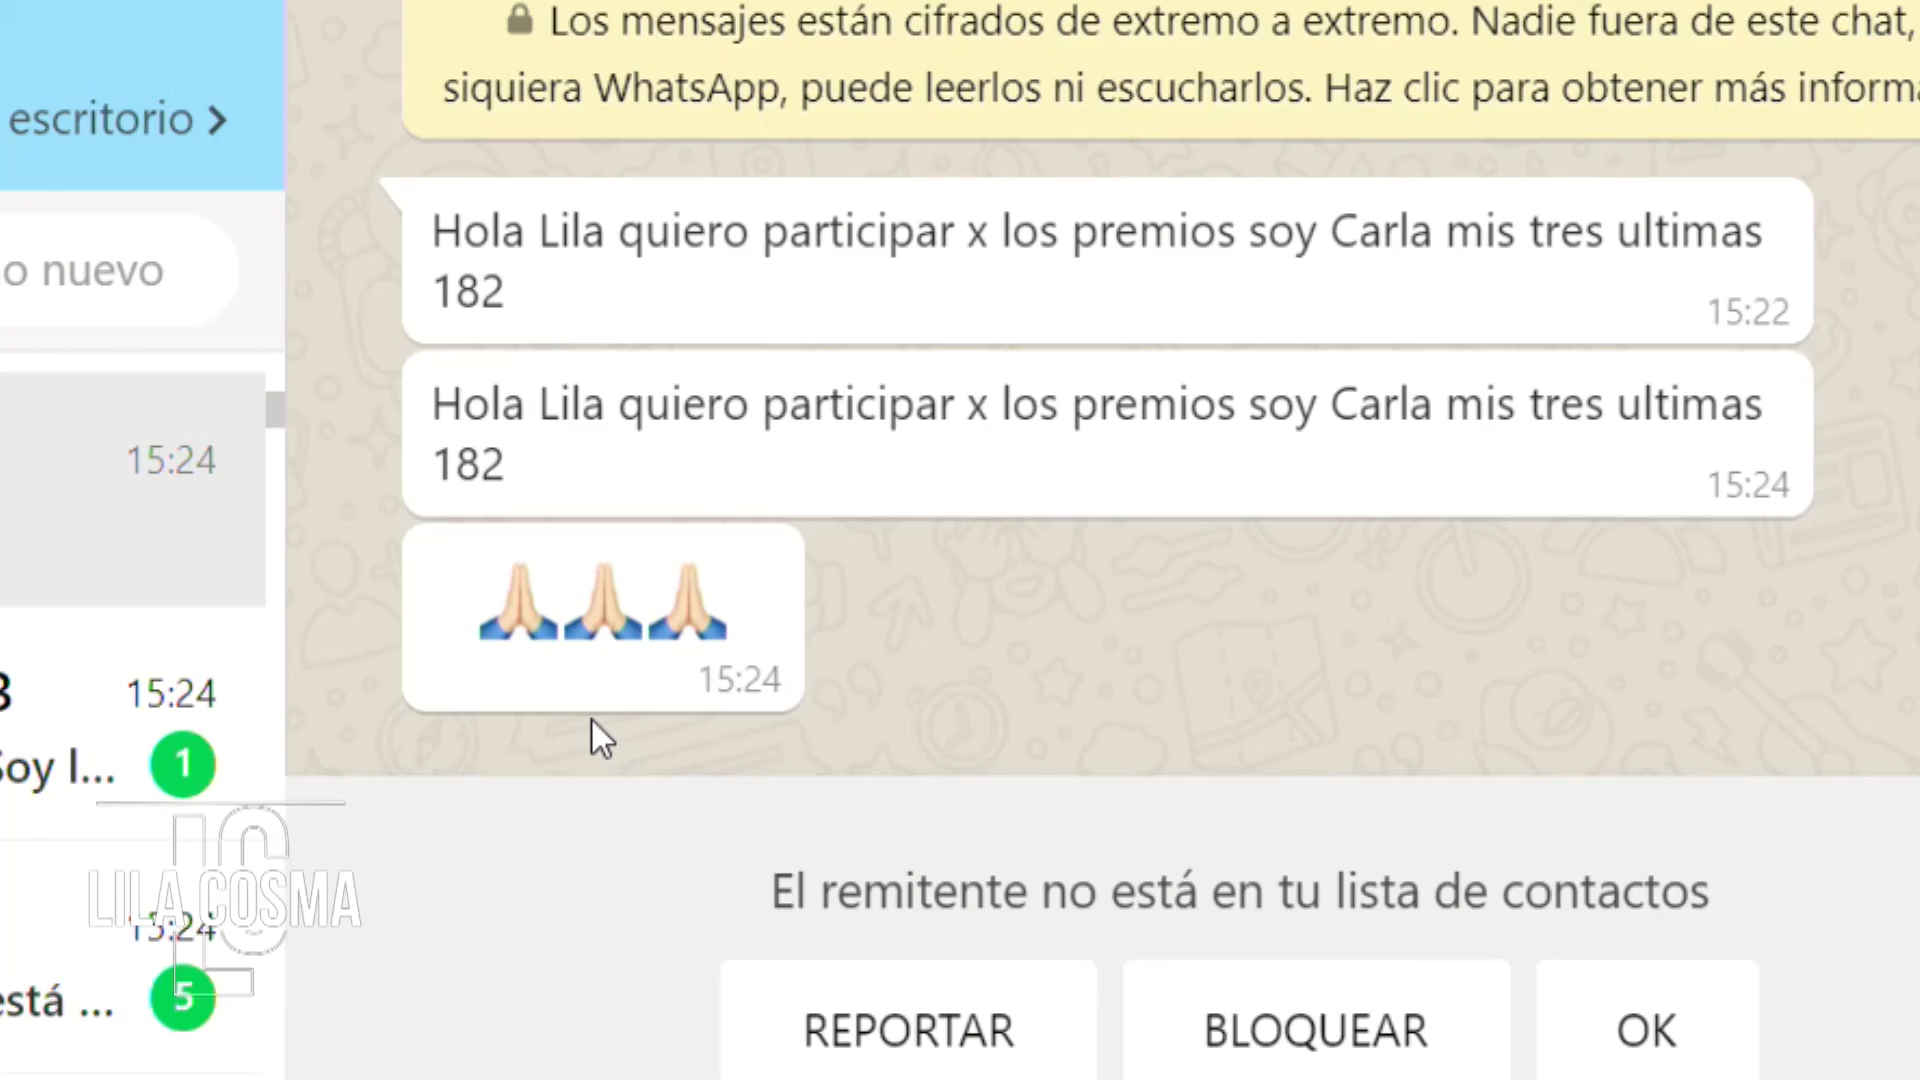 Los mensajes están cifrados de extremo a extremo. Nadie fuera de este chat,
siquiera WhatsApp, puede leerlos ni escucharlos. Haz clic para obtener más informa
escritorio >
Hola Lila quiero participar x los premios soy Carla mis tres ultimas
182
15:22
o nuevo
Hola Lila quiero participar x los premios soy Carla mis tres ultimas
182
15:24
15:24
🙏🏻🙏🏻🙏🏻
15:24
15:24
Soy l... 1
LILA COSMA
15:24
está ... 5
El remitente no está en tu lista de contactos
REPORTAR BLOQUEAR OK